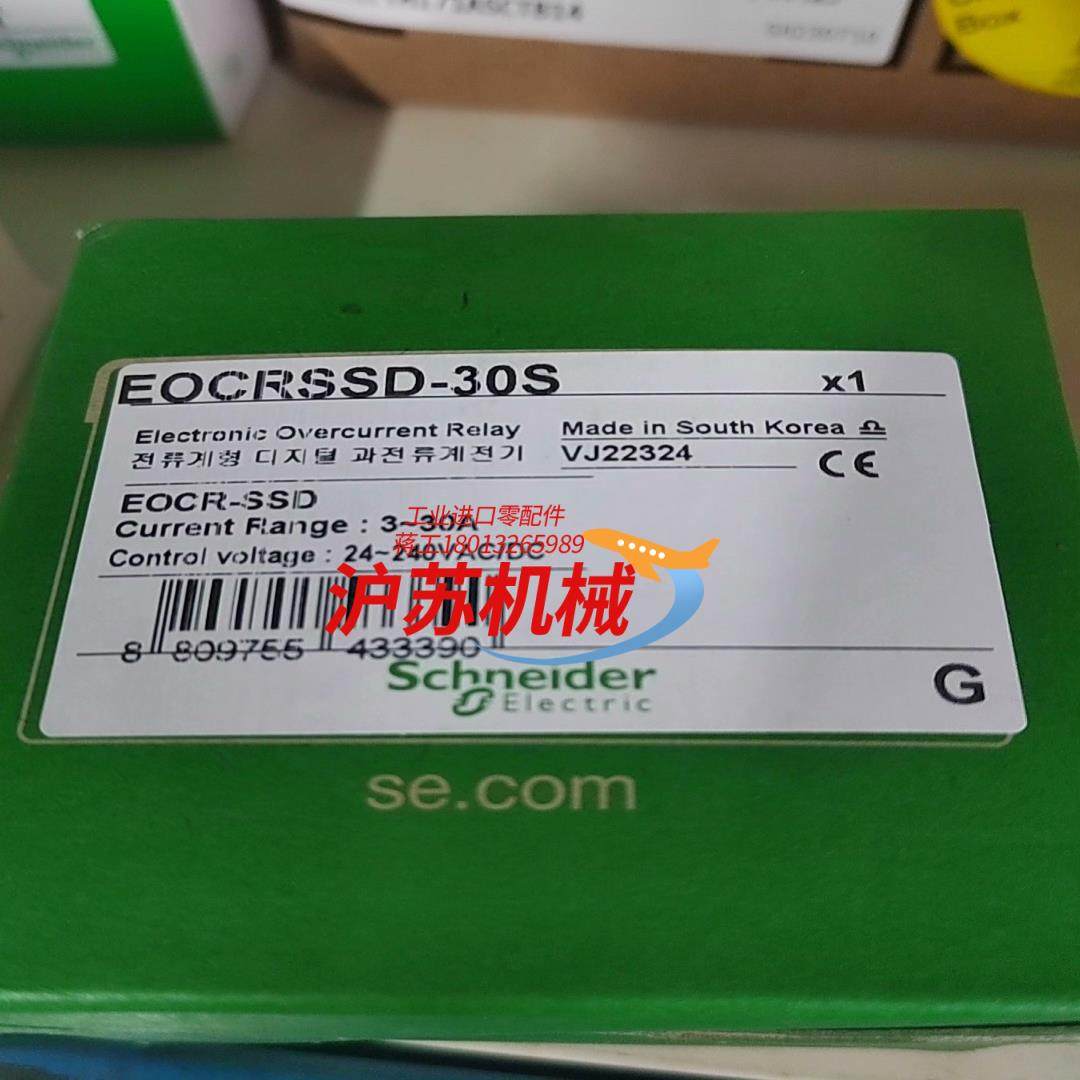 Box
EOCRSSD-30S
x1
Electronic Overcurrent Relay
Made in South Korea
전류계형 디지털 과전류계전기
VJ22324
CE
EOCR-SSD
Current Range : 3~30A
工业进口零配件
Control voltage : 24~240VAC/DC
蒋工18013265989
沪苏机械
8 809755 433390
Schneider
Electric
G
se.com